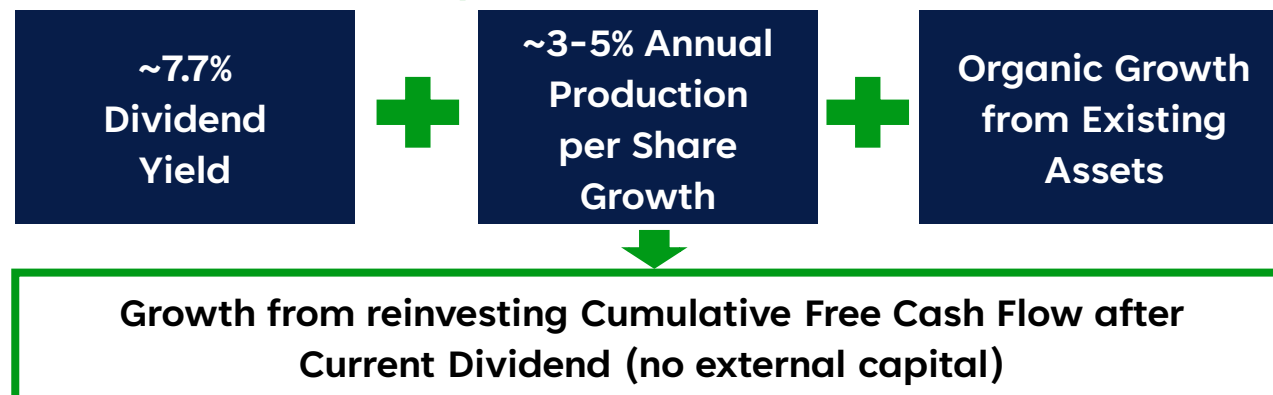 ~7.7%
Dividend
Yield
~3-5% Annual
Production
per Share
Growth
Organic Growth
from Existing
Assets
Growth from reinvesting Cumulative Free Cash Flow after
Current Dividend (no external capital)